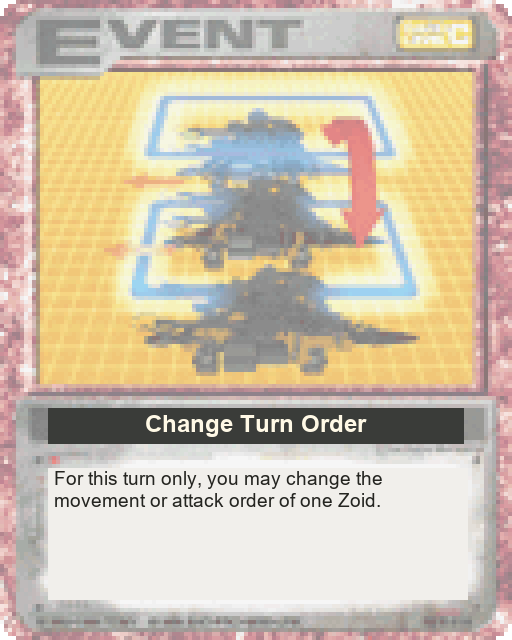 EVENT
C
Change Turn Order
For this turn only, you may change the
movement or attack order of one Zoid.